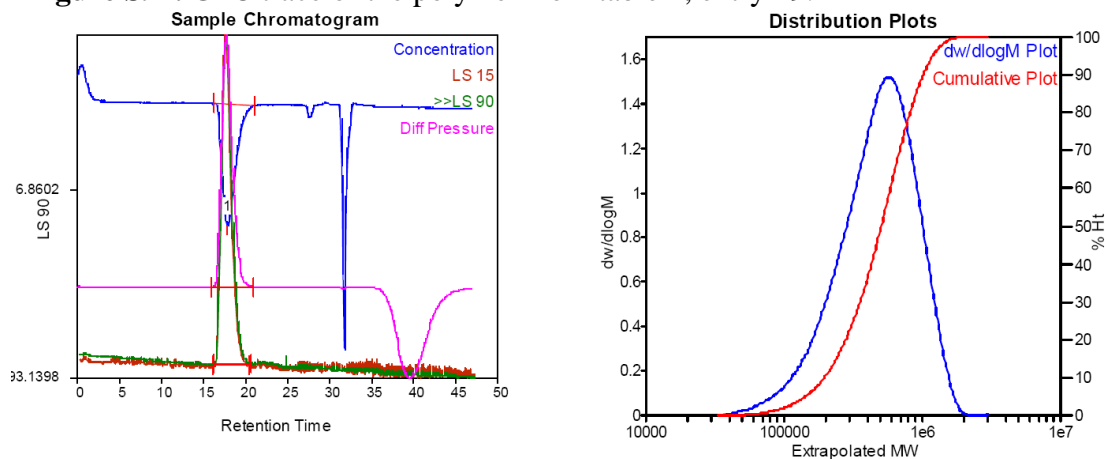 Sample Chromatogram
Concentration
LS 15
>>LS 90
Diff Pressure
6.8602
LS 90
1
93.1398
0 5 10 15 20 25 30 35 40 45 50
Retention Time
Distribution Plots
dw/dlogM Plot
Cumulative Plot
1.6
1.4
1.2
1
0.8
0.6
0.4
0.2
0
dw/dlogM
100
90
80
70
60
50
40
30
20
10
0
% Ht
10000 100000 1e6 1e7
Extrapolated MW